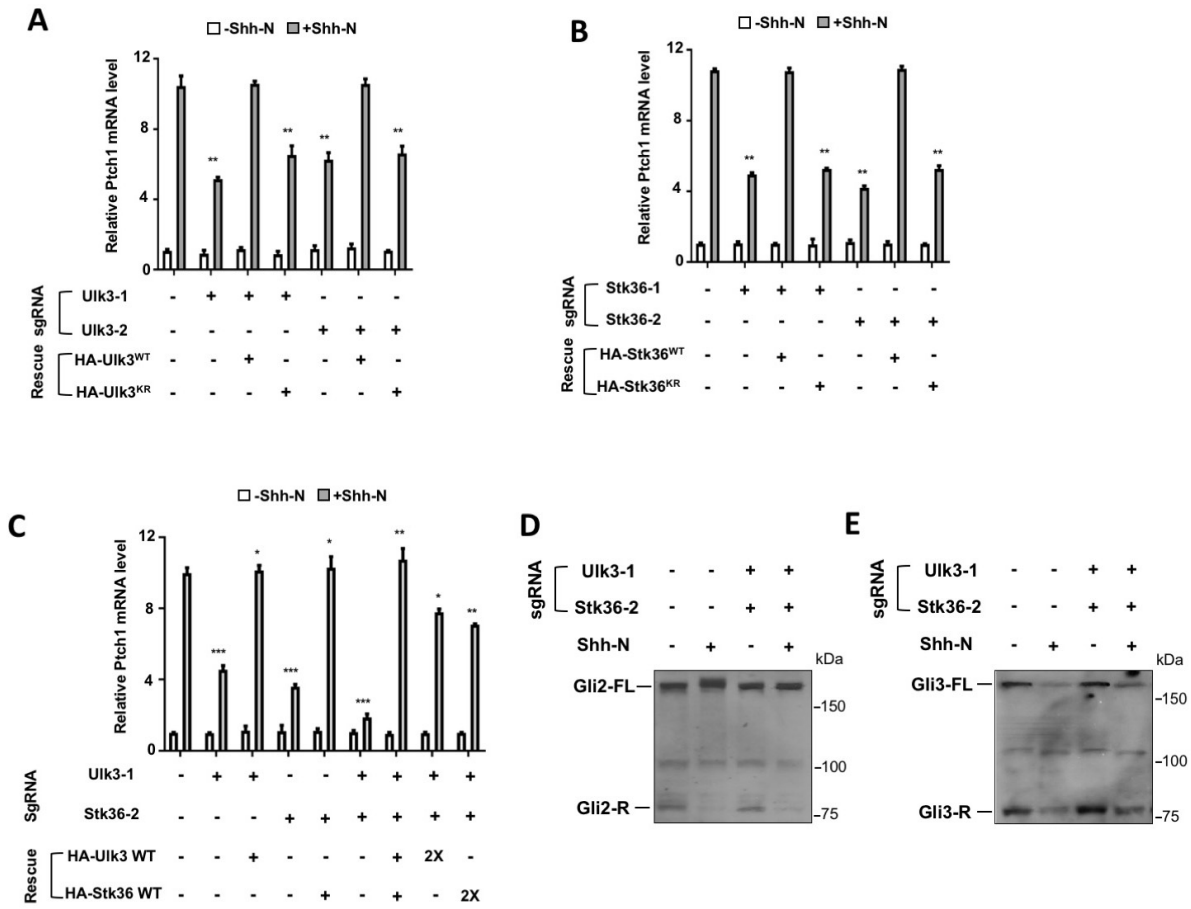 A
-Shh-N +Shh-N
Relative Ptch1 mRNA level
12
8
4
0
** ** ** **
sgRNA
Ulk3-1 - + + + - - -
Ulk3-2 - - - - + + +
Rescue
HA-Ulk3WT - - + - - + -
HA-Ulk3KR - - - + - - +
B
-Shh-N +Shh-N
Relative Ptch1 mRNA level
12
8
4
0
** ** ** **
sgRNA
Stk36-1 - + + + - - -
Stk36-2 - - - - + + +
Rescue
HA-Stk36WT - - + - - + -
HA-Stk36KR - - - + - - +
C
-Shh-N +Shh-N
Relative Ptch1 mRNA level
12
8
4
0
*** * *** * *** ** * **
SgRNA
Ulk3-1 - + + - - + + + +
Stk36-2 - - - + + + + + +
Rescue
HA-Ulk3 WT - - + - - - + 2X -
HA-Stk36 WT - - - - + - + - 2X
D
sgRNA
Ulk3-1 - - + +
Stk36-2 - - + +
Shh-N - + - +
kDa
Gli2-FL
-150
-100
Gli2-R
-75
E
sgRNA
Ulk3-1 - - + +
Stk36-2 - - + +
Shh-N - + - +
kDa
Gli3-FL
-150
-100
Gli3-R
-75